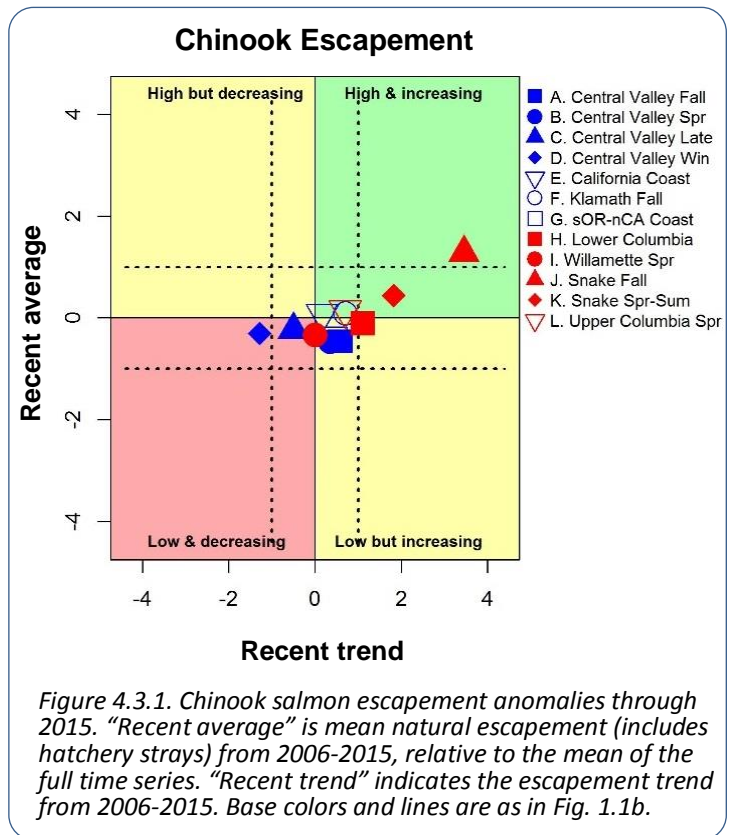 Chinook Escapement
High but decreasing
High & increasing
Low & decreasing
Low but increasing
4
2
0
-2
-4
-4
-2
0
2
4
Recent average
Recent trend
A. Central Valley Fall
B. Central Valley Spr
C. Central Valley Late
D. Central Valley Win
E. California Coast
F. Klamath Fall
G. sOR-nCA Coast
H. Lower Columbia
I. Willamette Spr
J. Snake Fall
K. Snake Spr-Sum
L. Upper Columbia Spr
Figure 4.3.1. Chinook salmon escapement anomalies through
2015. “Recent average” is mean natural escapement (includes
hatchery strays) from 2006-2015, relative to the mean of the
full time series. “Recent trend” indicates the escapement trend
from 2006-2015. Base colors and lines are as in Fig. 1.1b.